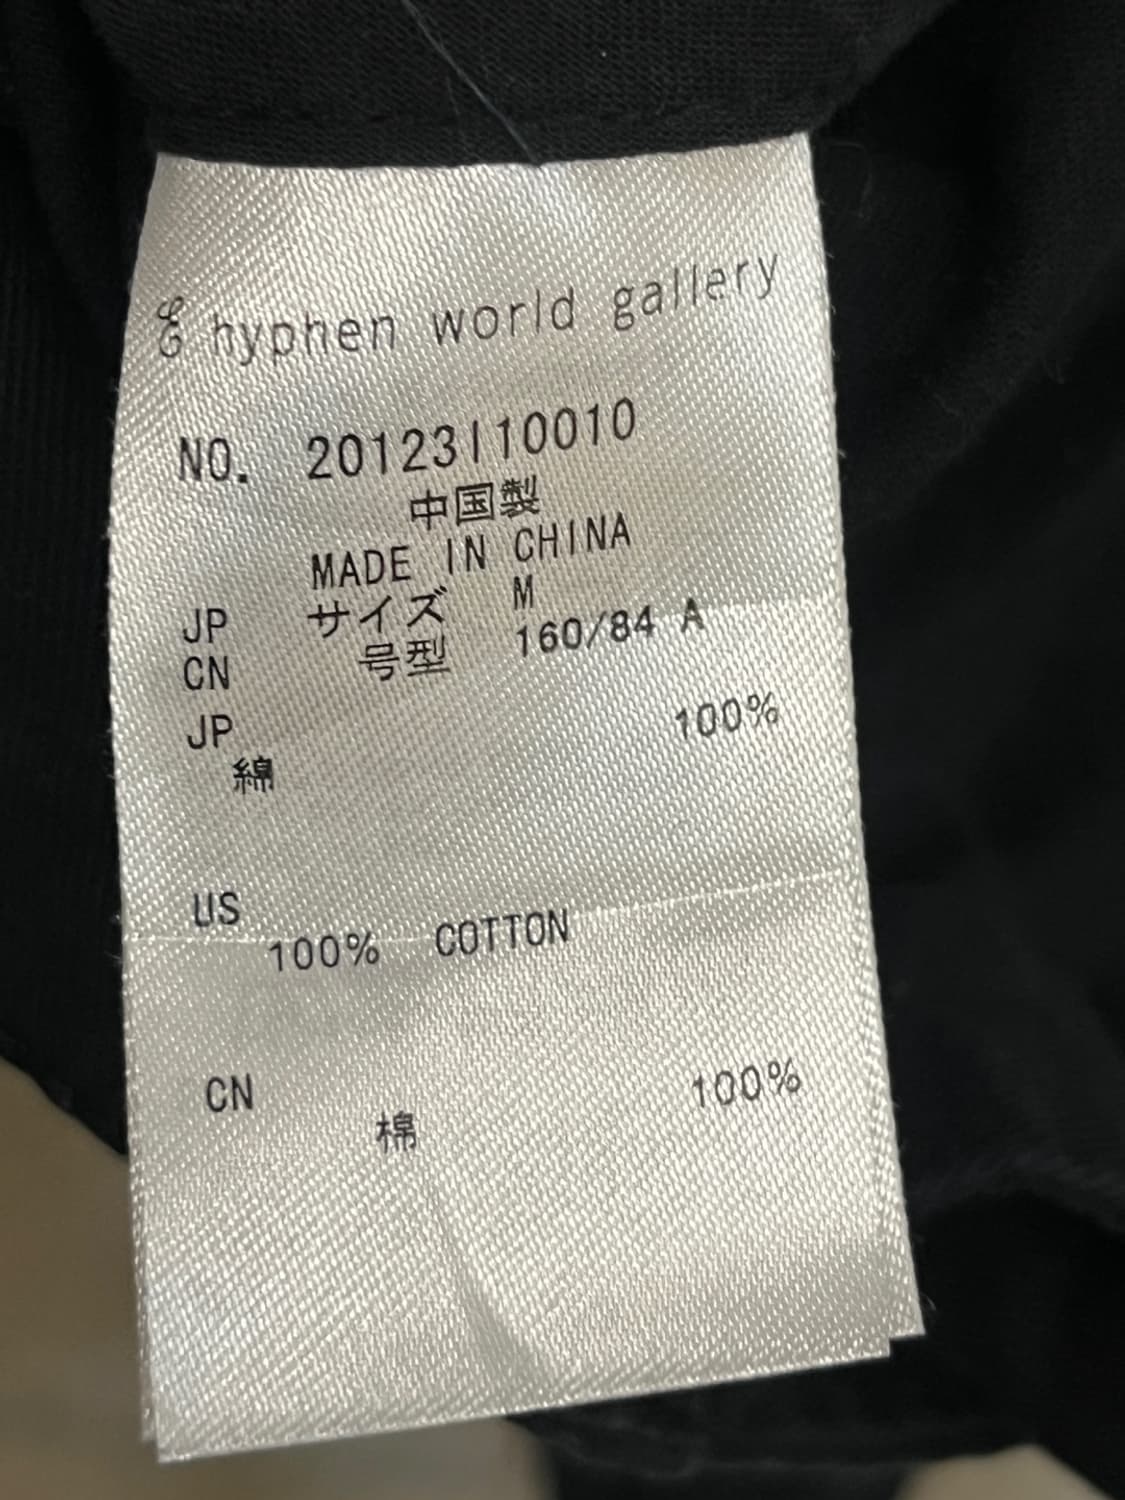 & hyphen world gallery
NO. 20123110010
中国製
MADE IN CHINA
JP サイズ M
CN 号型 160/84 A
JP 100%
綿
US
100% COTTON
CN 100%
棉